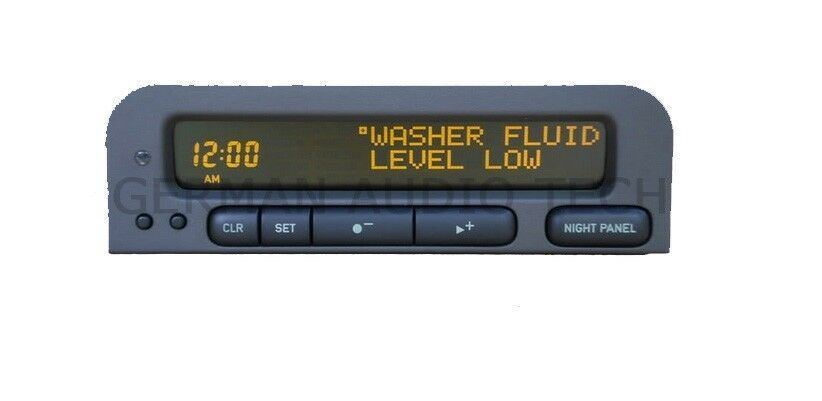 °WASHER FLUID
12:00 LEVEL LOW
AM
GERMAN AUDIO TECH
CLR SET ●− ▶+ NIGHT PANEL